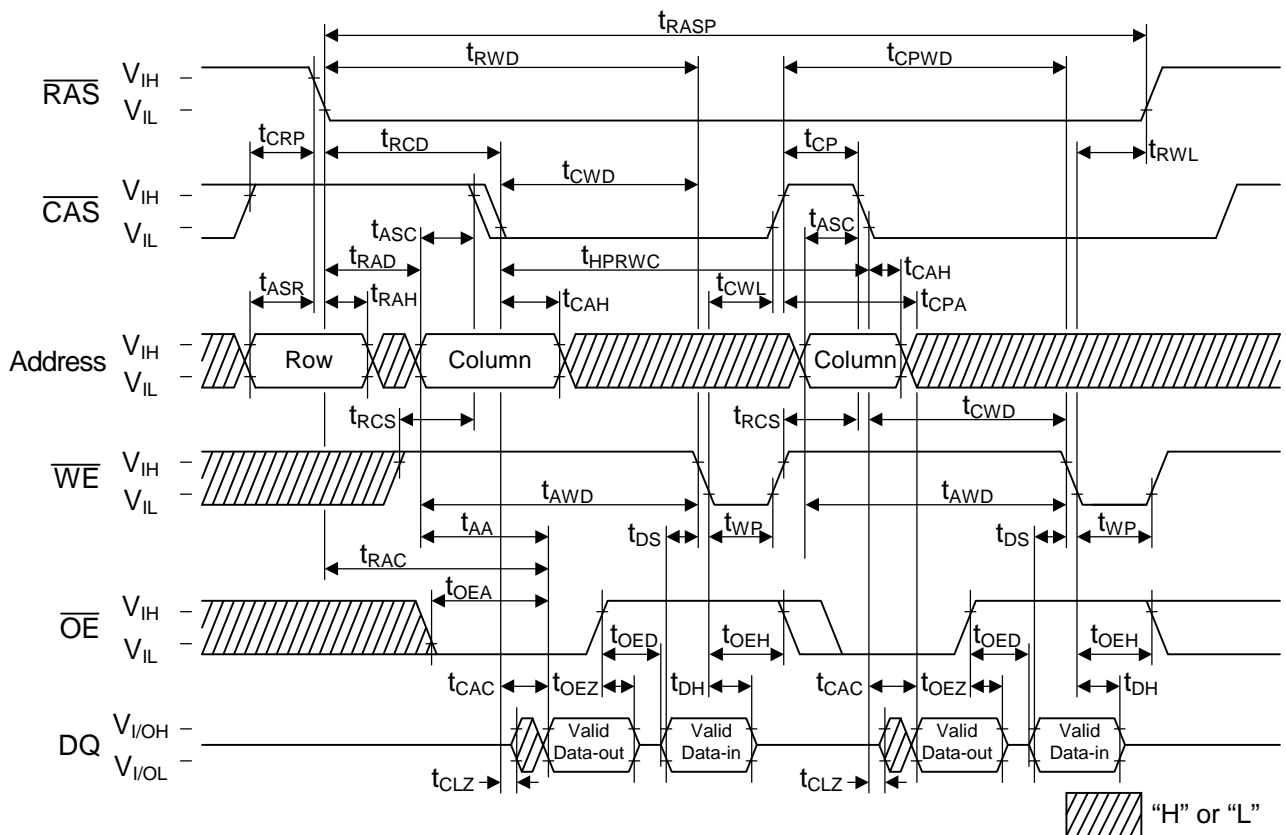 tRASP
tRWD tCPWD
RAS VIH VIL
tCRP tRCD tCP tRWL
tCWD
CAS VIH VIL
tASC tASC
tRAD tHPRWC tCAH
tASR tRAH tCAH tCWL tCPA
Address VIH VIL Row Column Column
tRCS tRCS tCWD
WE VIH VIL
tAWD tAWD
tAA tDS tWP tDS tWP
tRAC
tOEA
OE VIH VIL
tOED tOEH tOED tOEH
tCAC tOEZ tDH tCAC tOEZ tDH
DQ VI/OH VI/OL
Valid Data-out
Valid Data-in
Valid Data-out
Valid Data-in
tCLZ tCLZ
“H” or “L”